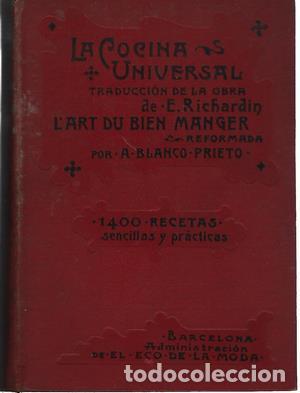 LA COCINA
UNIVERSAL
TRADUCCIÓN DE LA OBRA
de · E. Richardin
L'ART DU BIEN MANGER
REFORMADA
POR · A · BLANCO · PRIETO ·
· 1400 · RECETAS ·
sencillas y prácticas
· BARCELONA ·
Administración
DE · EL · ECO · DE · LA · MODA ·
todocoleccion.net